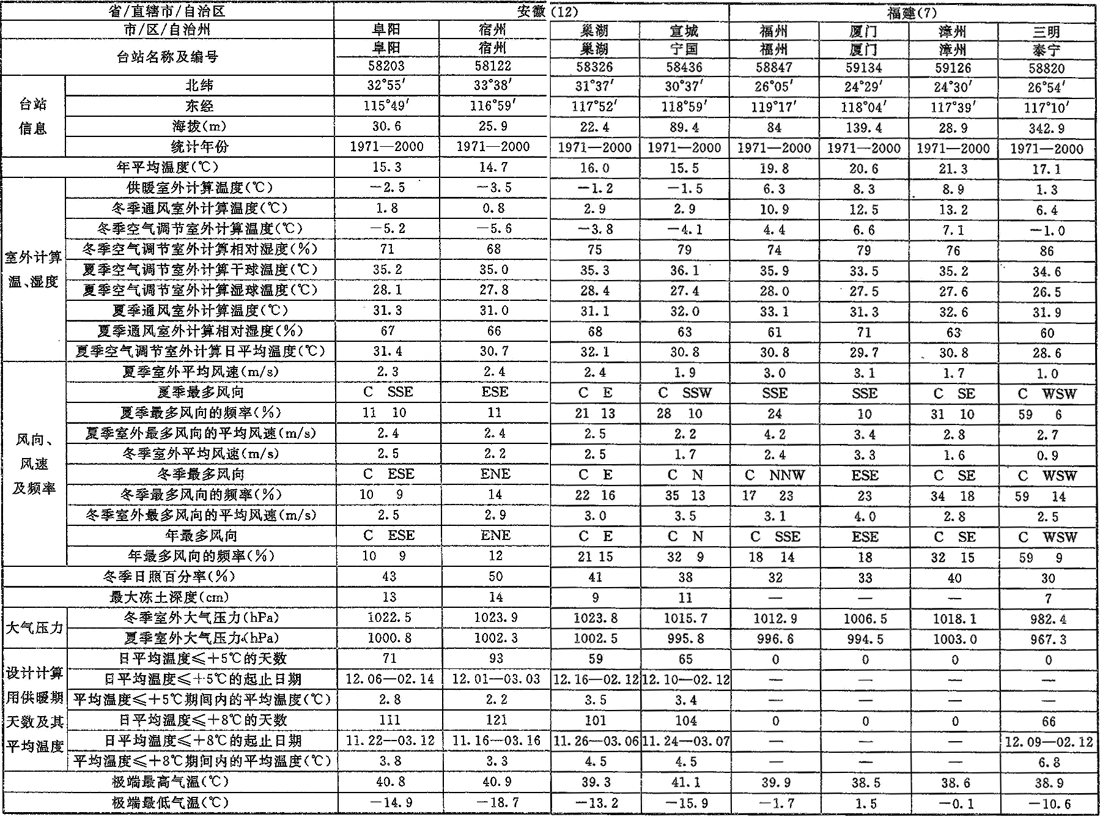 省/直辖市/自治区 安徽(12) 福建(7)
市/区/自治州 阜阳 宿州 巢湖 宣城 福州 厦门 漳州 三明
台站名称及编号 阜阳 宿州 巢湖 宁国 福州 厦门 漳州 泰宁
58203 58122 58326 58436 58847 59134 59126 58820
台站信息 北纬 32°55′ 33°38′ 31°37′ 30°37′ 26°05′ 24°29′ 24°30′ 26°54′
东经 115°49′ 116°59′ 117°52′ 118°59′ 119°17′ 118°04′ 117°39′ 117°10′
海拔(m) 30.6 25.9 22.4 89.4 84 139.4 28.9 342.9
统计年份 1971—2000 1971—2000 1971—2000 1971—2000 1971—2000 1971—2000 1971—2000 1971—2000
年平均温度(℃) 15.3 14.7 16.0 15.5 19.8 20.6 21.3 17.1
室外计算温、湿度 供暖室外计算温度(℃) −2.5 −3.5 −1.2 −1.5 6.3 8.3 8.9 1.3
冬季通风室外计算温度(℃) 1.8 0.8 2.9 2.9 10.9 12.5 13.2 6.4
冬季空气调节室外计算温度(℃) −5.2 −5.6 −3.8 −4.1 4.4 6.6 7.1 −1.0
冬季空气调节室外计算相对湿度(%) 71 68 75 79 74 79 76 86
夏季空气调节室外计算干球温度(℃) 35.2 35.0 35.3 36.1 35.9 33.5 35.2 34.6
夏季空气调节室外计算湿球温度(℃) 28.1 27.8 28.4 27.4 28.0 27.5 27.6 26.5
夏季通风室外计算温度(℃) 31.3 31.0 31.1 32.0 33.1 31.3 32.6 31.9
夏季通风室外计算相对湿度(%) 67 66 68 63 61 71 63 60
夏季空气调节室外计算日平均温度(℃) 31.4 30.7 32.1 30.8 30.8 29.7 30.8 28.6
风向、风速及频率 夏季室外平均风速(m/s) 2.3 2.4 2.4 1.9 3.0 3.1 1.7 1.0
夏季最多风向 C SSE ESE C E C SSW SSE SSE C SE C WSW
夏季最多风向的频率(%) 11 10 11 21 13 28 10 24 10 31 10 59 6
夏季室外最多风向的平均风速(m/s) 2.4 2.4 2.5 2.2 4.2 3.4 2.8 2.7
冬季室外平均风速(m/s) 2.5 2.2 2.5 1.7 2.4 3.3 1.6 0.9
冬季最多风向 C ESE ENE C E C N C NNW ESE C SE C WSW
冬季最多风向的频率(%) 10 9 14 22 16 35 13 17 23 23 34 18 59 14
冬季室外最多风向的平均风速(m/s) 2.5 2.9 3.0 3.5 3.1 4.0 2.8 2.5
年最多风向 C ESE ENE C E C N C SSE ESE C SE C WSW
年最多风向的频率(%) 10 9 12 21 15 32 9 18 14 18 32 15 59 9
冬季日照百分率(%) 43 50 41 38 32 33 40 30
最大冻土深度(cm) 13 14 9 11 — — — 7
大气压力 冬季室外大气压力(hPa) 1022.5 1023.9 1023.8 1015.7 1012.9 1006.5 1018.1 982.4
夏季室外大气压力(hPa) 1000.8 1002.3 1002.5 995.8 996.6 994.5 1003.0 967.3
设计计算用供暖期天数及其平均温度 日平均温度≤+5℃的天数 71 93 59 65 0 0 0 0
日平均温度≤+5℃的起止日期 12.06—02.14 12.01—03.03 12.16—02.12 12.10—02.12 — — — —
平均温度≤+5℃期间内的平均温度(℃) 2.8 2.2 3.5 3.4 — — — —
日平均温度≤+8℃的天数 111 121 101 104 0 0 0 66
日平均温度≤+8℃的起止日期 11.22—03.12 11.16—03.16 11.26—03.06 11.24—03.07 — — — 12.09—02.12
平均温度≤+8℃期间内的平均温度(℃) 3.8 3.3 4.5 4.5 — — — 6.8
极端最高气温(℃) 40.8 40.9 39.3 41.1 39.9 38.5 38.6 38.9
极端最低气温(℃) −14.9 −18.7 −13.2 −15.9 −1.7 1.5 −0.1 −10.6